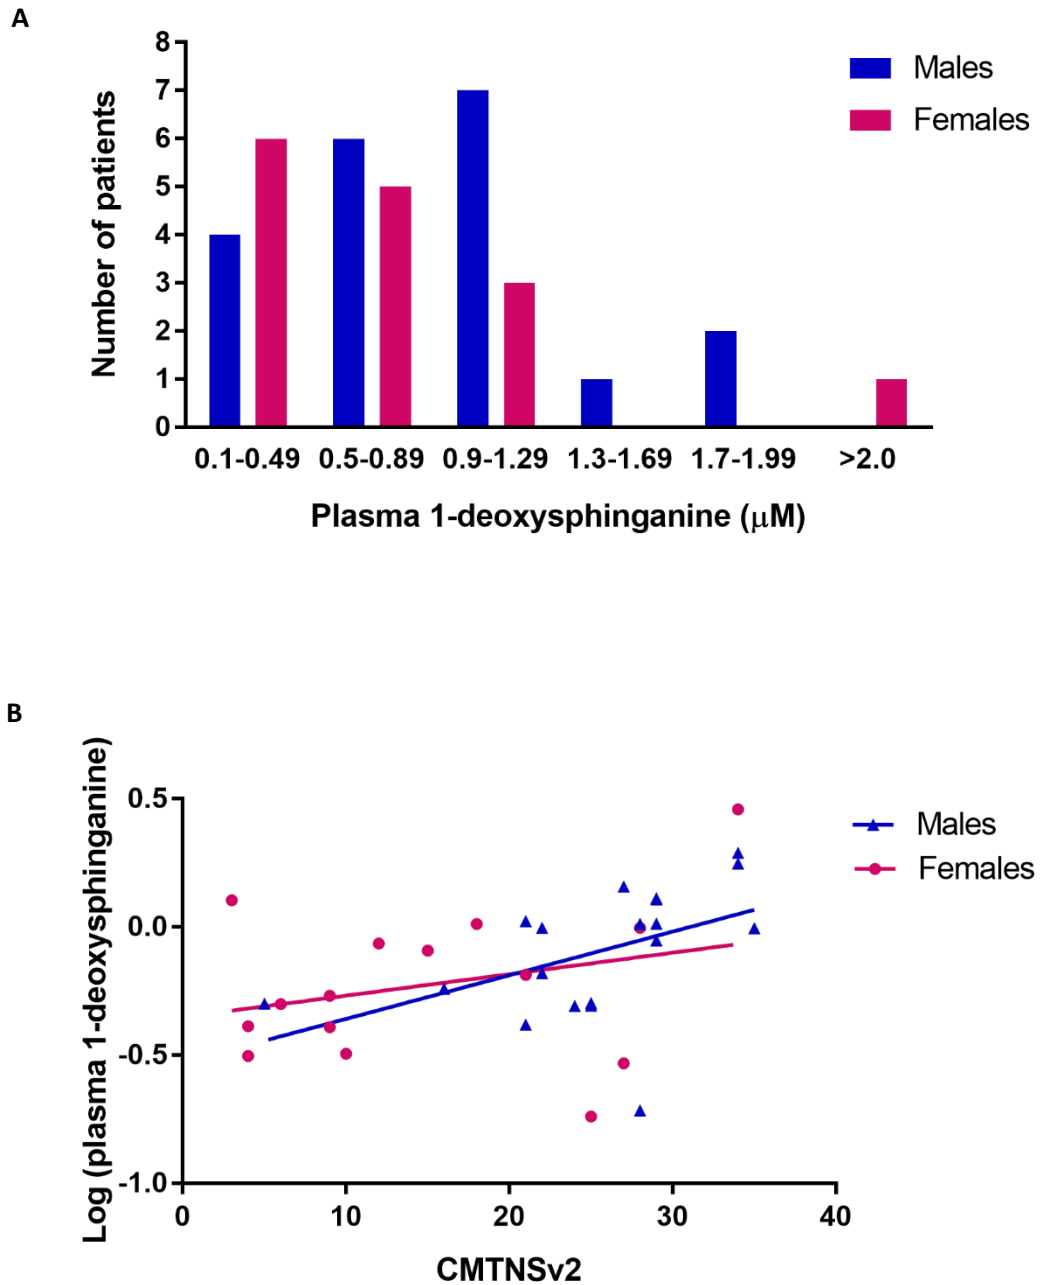 A
8
7
6
5
4
3
2
1
0
Number of patients
Males
Females
0.1-0.49 0.5-0.89 0.9-1.29 1.3-1.69 1.7-1.99 >2.0
Plasma 1-deoxysphinganine (μM)
B
Log (plasma 1-deoxysphinganine)
0.5
0.0
-0.5
-1.0
Males
Females
0 10 20 30 40
CMTNSv2